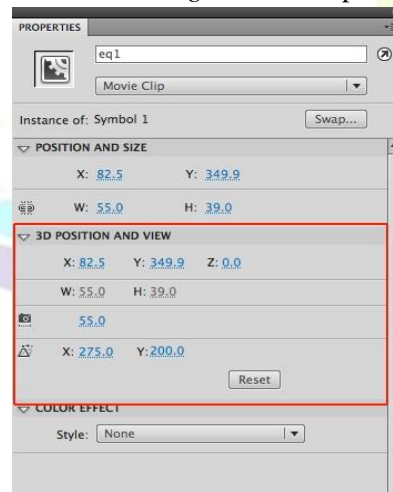 PROPERTIES
eq1
Movie Clip
Instance of: Symbol 1 Swap...
POSITION AND SIZE
X: 82.5 Y: 349.9
W: 55.0 H: 39.0
3D POSITION AND VIEW
X: 82.5 Y: 349.9 Z: 0.0
W: 55.0 H: 39.0
55.0
X: 275.0 Y: 200.0
Reset
COLOR EFFECT
Style: None